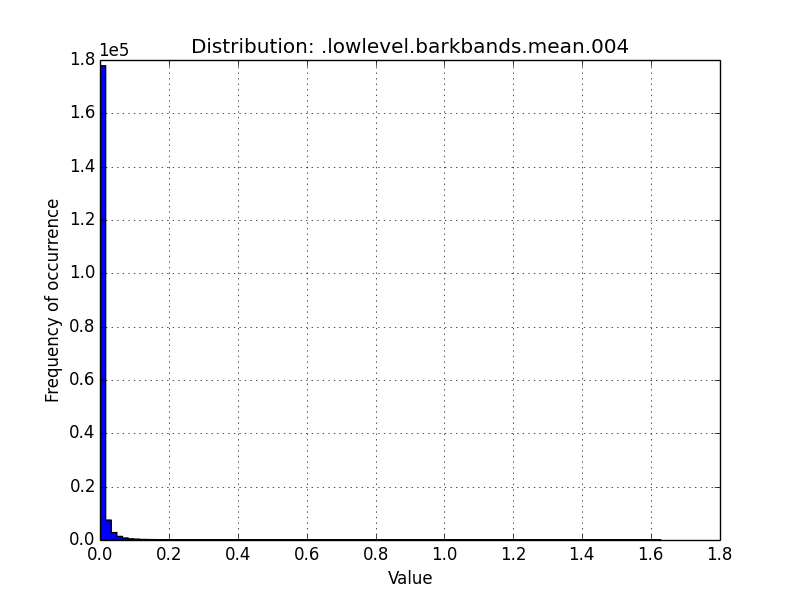 Distribution: .lowlevel.barkbands.mean.004
1e5
1.8
1.6
1.4
1.2
1.0
0.8
0.6
0.4
0.2
0.0
Frequency of occurrence
0.0 0.2 0.4 0.6 0.8 1.0 1.2 1.4 1.6 1.8
Value